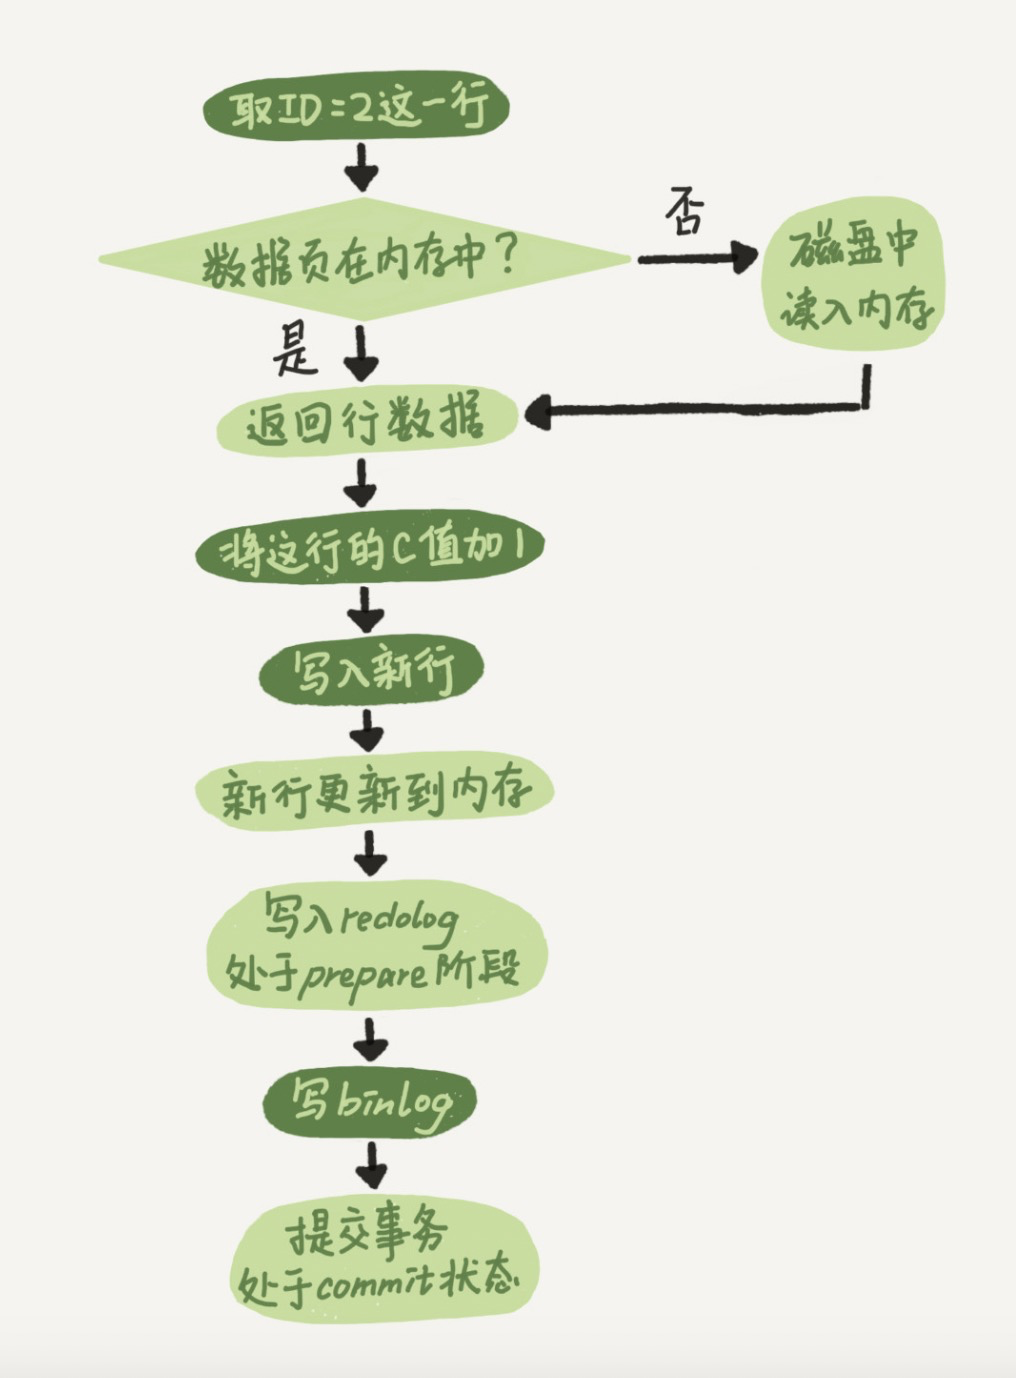 取ID=2这一行
数据页在内存中？
否
磁盘中
读入内存
是
返回行数据
将这行的C值加1
写入新行
新行更新到内存
写入redolog
处于prepare阶段
写binlog
提交事务
处于commit状态